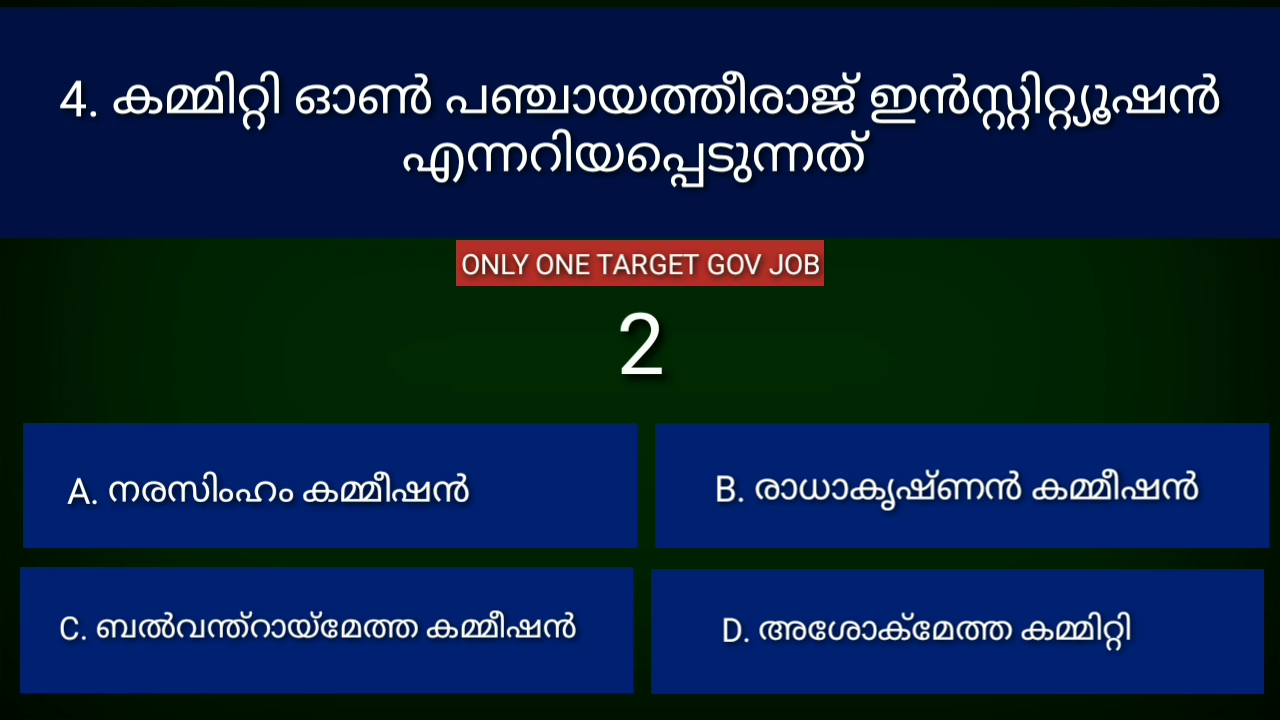 4. കമ്മിറ്റി ഓൺ പഞ്ചായത്തീരാജ് ഇൻസ്റ്റിറ്റ്യൂഷൻ
എന്നറിയപ്പെടുന്നത്
ONLY ONE TARGET GOV JOB
2
A. നരസിംഹം കമ്മീഷൻ
B. രാധാകൃഷ്ണൻ കമ്മീഷൻ
C. ബൽവന്ത്റായ്മേത്ത കമ്മീഷൻ
D. അശോക്മേത്ത കമ്മിറ്റി